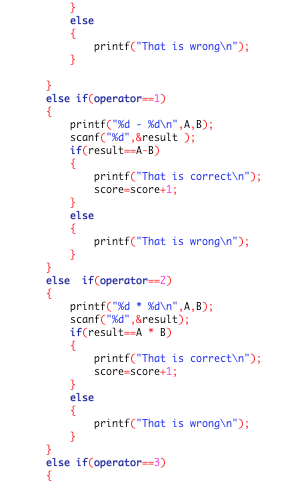 }
else
{
printf("That is wrong\n");
}
}
else if(operator==1)
{
printf("%d - %d\n",A,B);
scanf("%d",&result );
if(result==A-B)
{
printf("That is correct\n");
score=score+1;
}
else
{
printf("That is wrong\n");
}
}
else  if(operator==2)
{
printf("%d * %d\n",A,B);
scanf("%d",&result);
if(result==A * B)
{
printf("That is correct\n");
score=score+1;
}
else
{
printf("That is wrong\n");
}
}
else if(operator==3)
{